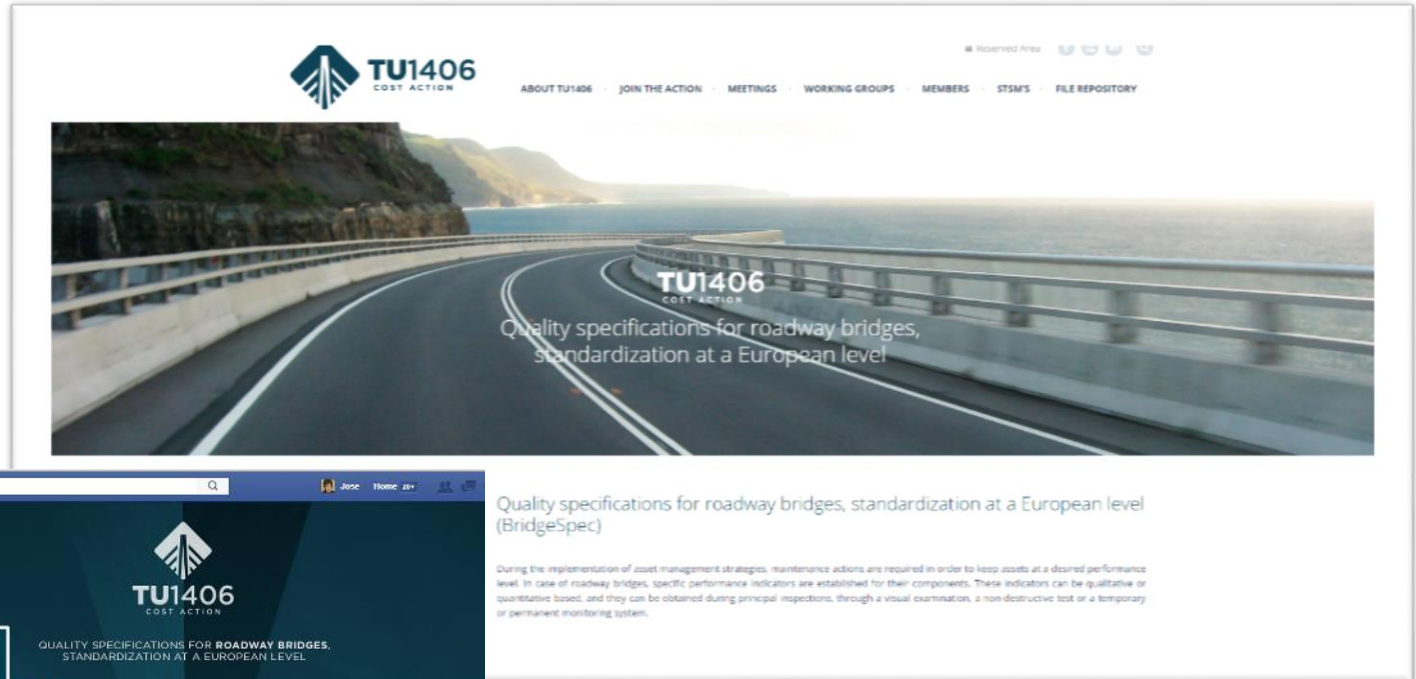 TU1406
COST ACTION
Reserved Area
ABOUT TU1406 · JOIN THE ACTION · MEETINGS · WORKING GROUPS · MEMBERS · STSM'S · FILE REPOSITORY
TU1406
COST ACTION
Quality specifications for roadway bridges,
standardization at a European level
Jose Home 20+
TU1406
COST ACTION
QUALITY SPECIFICATIONS FOR ROADWAY BRIDGES,
STANDARDIZATION AT A EUROPEAN LEVEL
Quality specifications for roadway bridges, standardization at a European level
(BridgeSpec)
During the implementation of asset management strategies, maintenance actions are required in order to keep assets at a desired performance
level. In case of roadway bridges, specific performance indicators are established for their components. These indicators can be qualitative or
quantitative based, and they can be obtained during principal inspections, through a visual examination, a non-destructive test or a temporary
or permanent monitoring system.